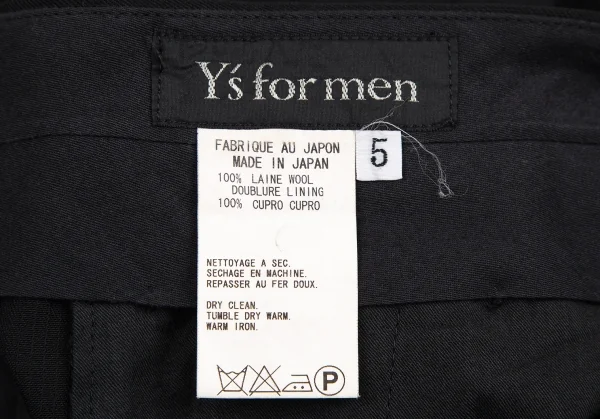 Y's for men
5
FABRIQUE AU JAPON
MADE IN JAPAN
100% LAINE WOOL
DOUBLURE LINING
100% CUPRO CUPRO
NETTOYAGE A SEC.
SECHAGE EN MACHINE.
REPASSER AU FER DOUX.
DRY CLEAN.
TUMBLE DRY WARM.
WARM IRON.
P